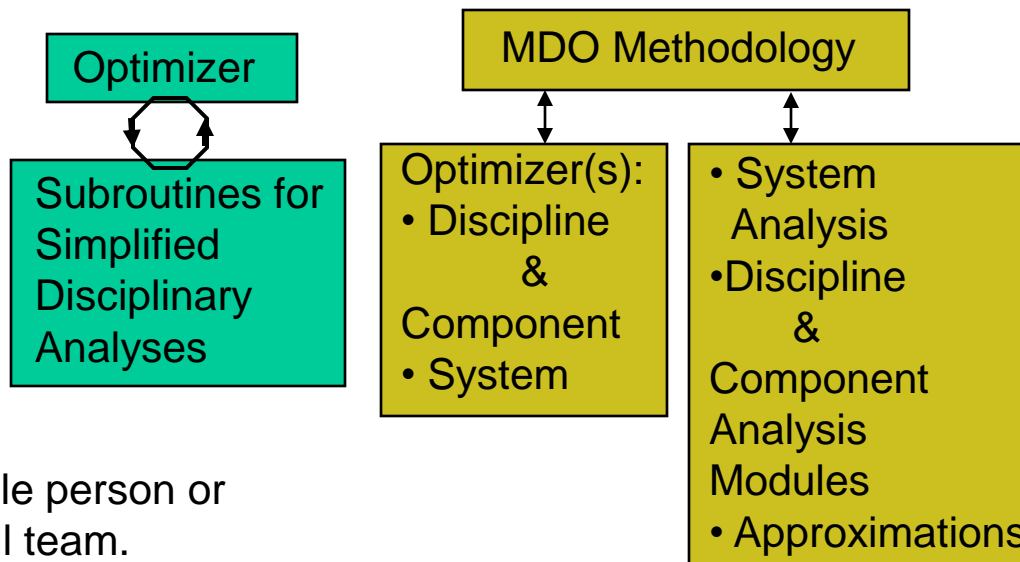 Optimizer
Subroutines for
Simplified
Disciplinary
Analyses
person or
team.
MDO Methodology
Optimizer(s):
• Discipline
&
Component
• System
• System
Analysis
•Discipline
&
Component
Analysis
Modules
• Approximations